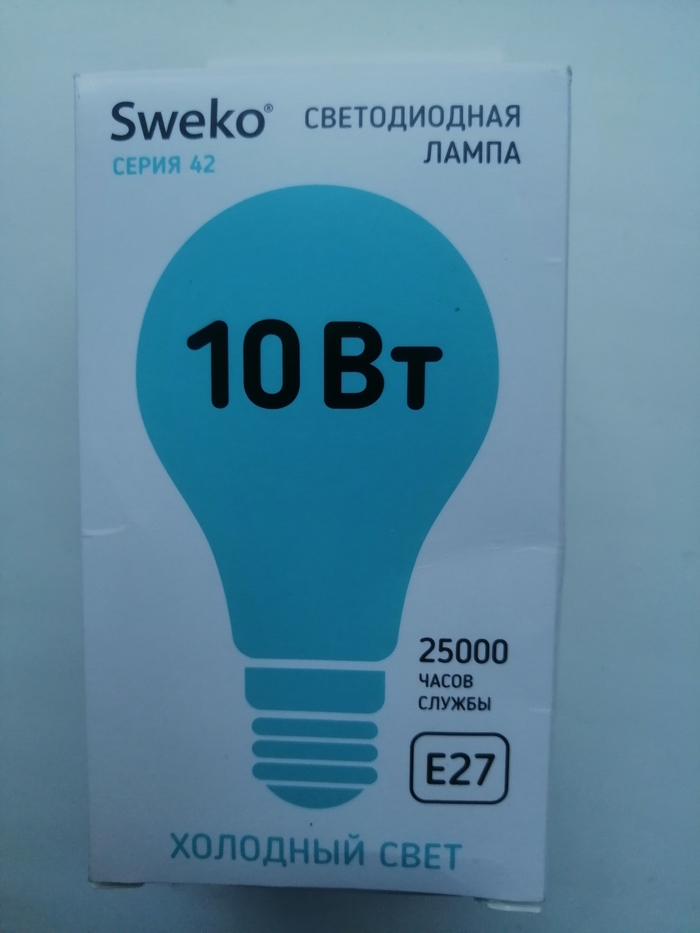 Sweko®
СЕРИЯ 42
СВЕТОДИОДНАЯ
ЛАМПА
10 Вт
25000
ЧАСОВ
СЛУЖБЫ
E27
ХОЛОДНЫЙ СВЕТ